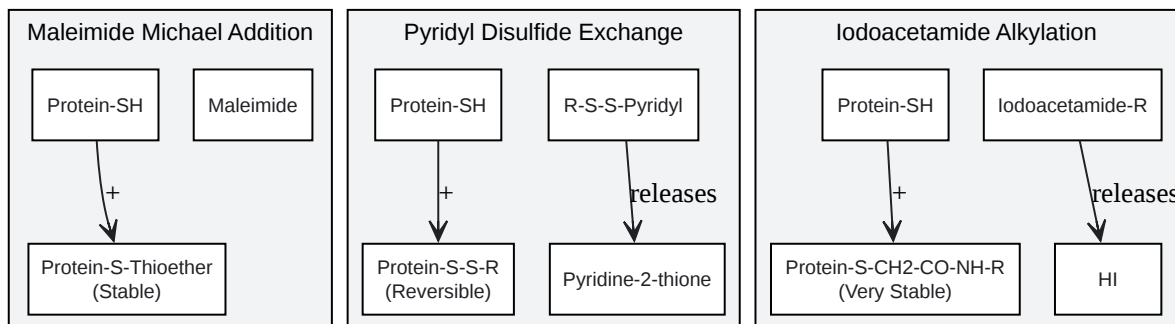 Maleimide Michael Addition
Protein-SH
Maleimide
+
Protein-S-Thioether
(Stable)
Pyridyl Disulfide Exchange
Protein-SH
R-S-S-Pyridyl
+
releases
Protein-S-S-R
(Reversible)
Pyridine-2-thione
Iodoacetamide Alkylation
Protein-SH
Iodoacetamide-R
+
releases
Protein-S-CH2-CO-NH-R
(Very Stable)
HI